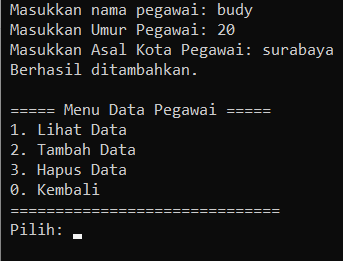 Masukkan nama pegawai: budy
Masukkan Umur Pegawai: 20
Masukkan Asal Kota Pegawai: surabaya
Berhasil ditambahkan.
===== Menu Data Pegawai =====
1. Lihat Data
2. Tambah Data
3. Hapus Data
0. Kembali
==============================
Pilih: